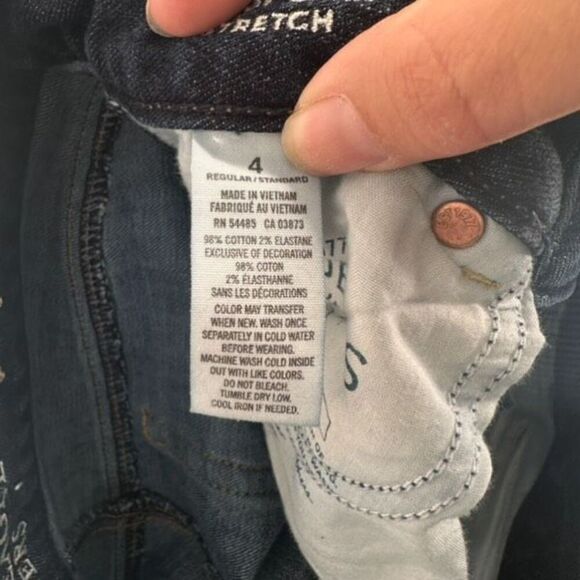 STRETCH
4
REGULAR/STANDARD
MADE IN VIETNAM
FABRIQUÉ AU VIETNAM
RN 54485 CA 03873
98% COTTON 2% ELASTANE
EXCLUSIVE OF DECORATION
98% COTON
2% ÉLASTHANNE
SANS LES DÉCORATIONS
COLOR MAY TRANSFER
WHEN NEW. WASH ONCE
SEPARATELY IN COLD WATER
BEFORE WEARING.
MACHINE WASH COLD INSIDE
OUT WITH LIKE COLORS.
DO NOT BLEACH.
TUMBLE DRY LOW.
COOL IRON IF NEEDED.
S